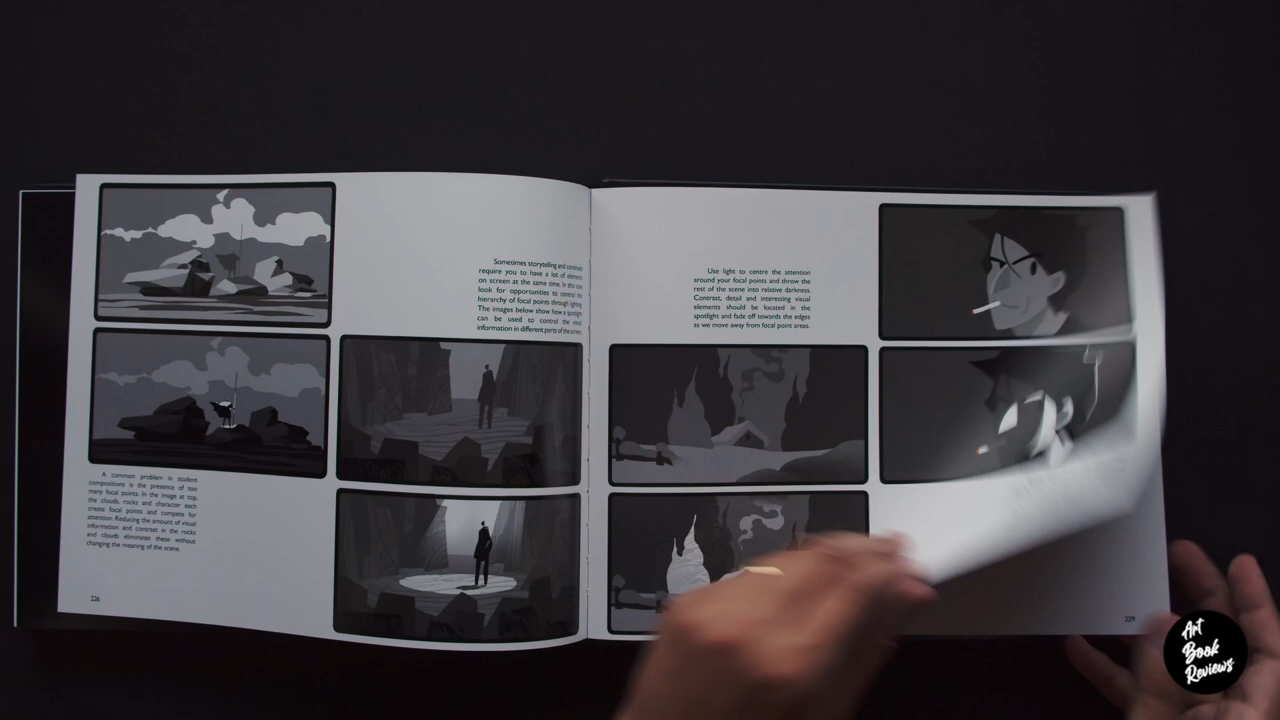 Sometimes storytelling and continuity
require you to have a lot of elements
on screen at the same time. In this case
look for opportunities to control the
hierarchy of focal points through lighting.
The images below show how a spotlight
can be used to control the visual
information in different parts of the screen.
Use light to centre the attention
around your focal points and throw the
rest of the scene into relative darkness.
Contrast, detail and interesting visual
elements should be located in the
spotlight and fade off towards the edges
as we move away from focal point areas.
A common problem in student
compositions is the presence of too
many focal points. In the image at top,
the clouds, rocks and character each
create focal points and compete for
attention. Reducing the amount of visual
information and contrast in the rocks
and clouds eliminates these without
changing the meaning of the scene.
226
229
Art
Book
Reviews